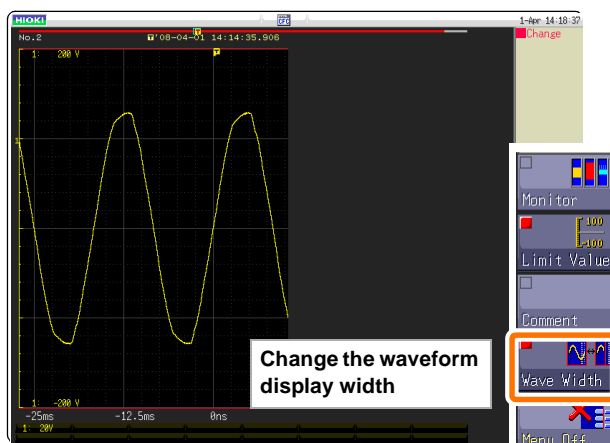 HIOKI
CFG
1-Apr 14:18:37
No.2
T '08-04-01 14:14:35.906
Change
1: 200 V
T
1
Monitor
100
-100
Limit Value
Comment
Wave Width
Change the waveform
display width
1: -200 V
-25ms -12.5ms 0ns
1: 20V
Menu Off